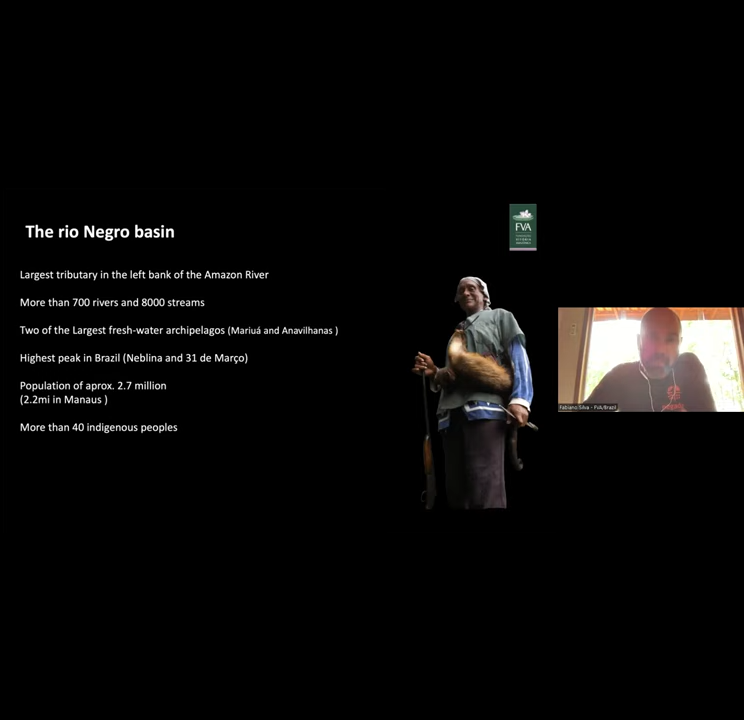 The rio Negro basin
Largest tributary in the left bank of the Amazon River
More than 700 rivers and 8000 streams
Two of the Largest fresh-water archipelagos (Mariuá and Anavilhanas )
Highest peak in Brazil (Neblina and 31 de Março)
Population of aprox. 2.7 million
(2.2mi in Manaus )
More than 40 indigenous peoples
FVA
Fabiano Silva - FVA/Brazil